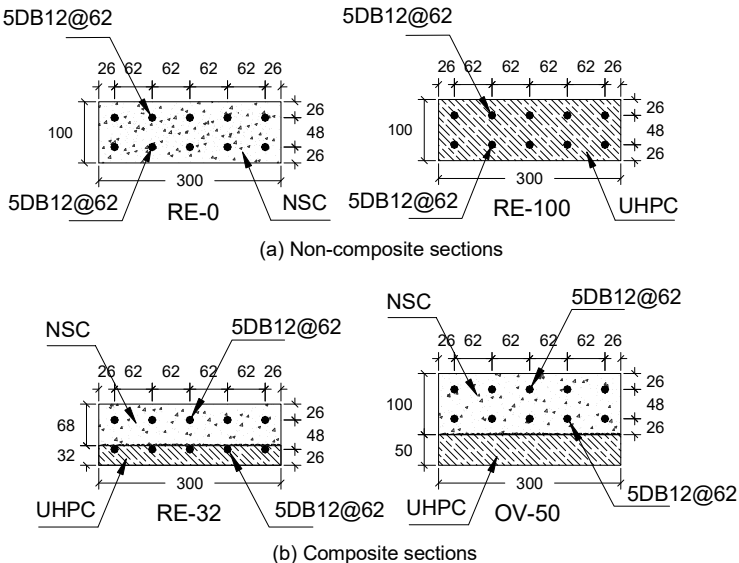 5DB12@62
26 62 62 62 62 26
100
26
48
26
300
5DB12@62
RE-0
NSC
5DB12@62
26 62 62 62 62 26
100
26
48
26
300
5DB12@62
RE-100
UHPC
(a) Non-composite sections
NSC
5DB12@62
26 62 62 62 62 26
68
32
26
48
26
300
UHPC
RE-32
5DB12@62
NSC
5DB12@62
26 62 62 62 62 26
100
50
26
48
26
300
UHPC
OV-50
5DB12@62
(b) Composite sections